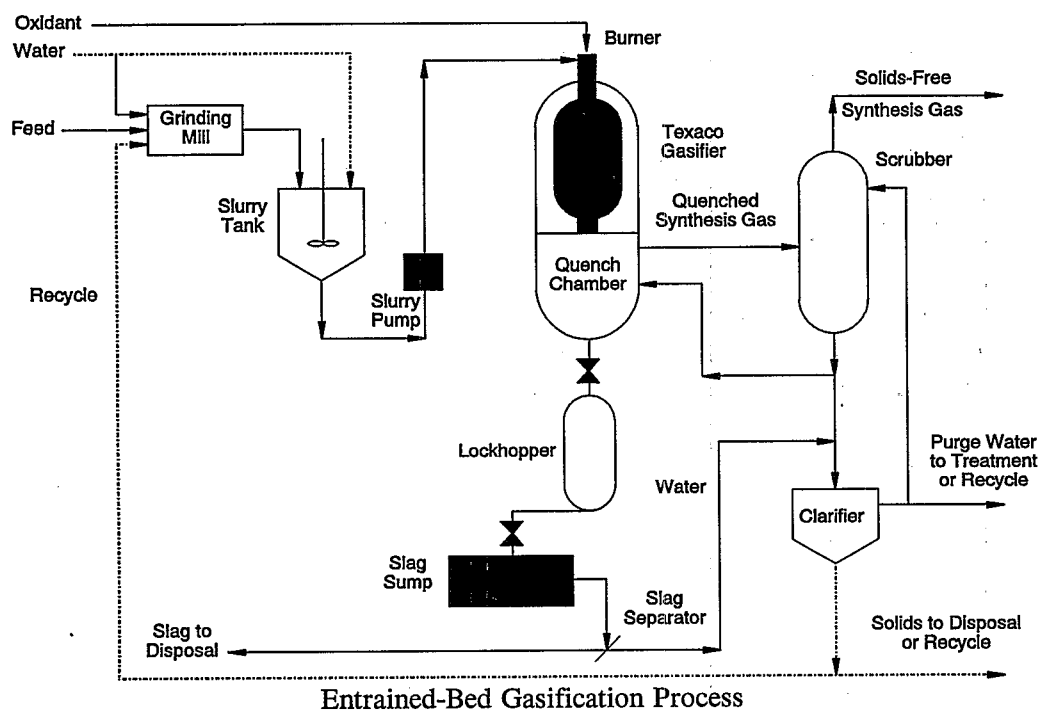 Oxidant
Water
Feed
Grinding
Mill
Burner
Texaco
Gasifier
Solids-Free
Synthesis Gas
Scrubber
Slurry
Tank
Quenched
Synthesis Gas
Quench
Chamber
Recycle
Slurry
Pump
Lockhopper
Water
Purge Water
to Treatment
or Recycle
Clarifier
Slag
Sump
Slag
Separator
Slag to
Disposal
Solids to Disposal
or Recycle
Entrained-Bed Gasification Process